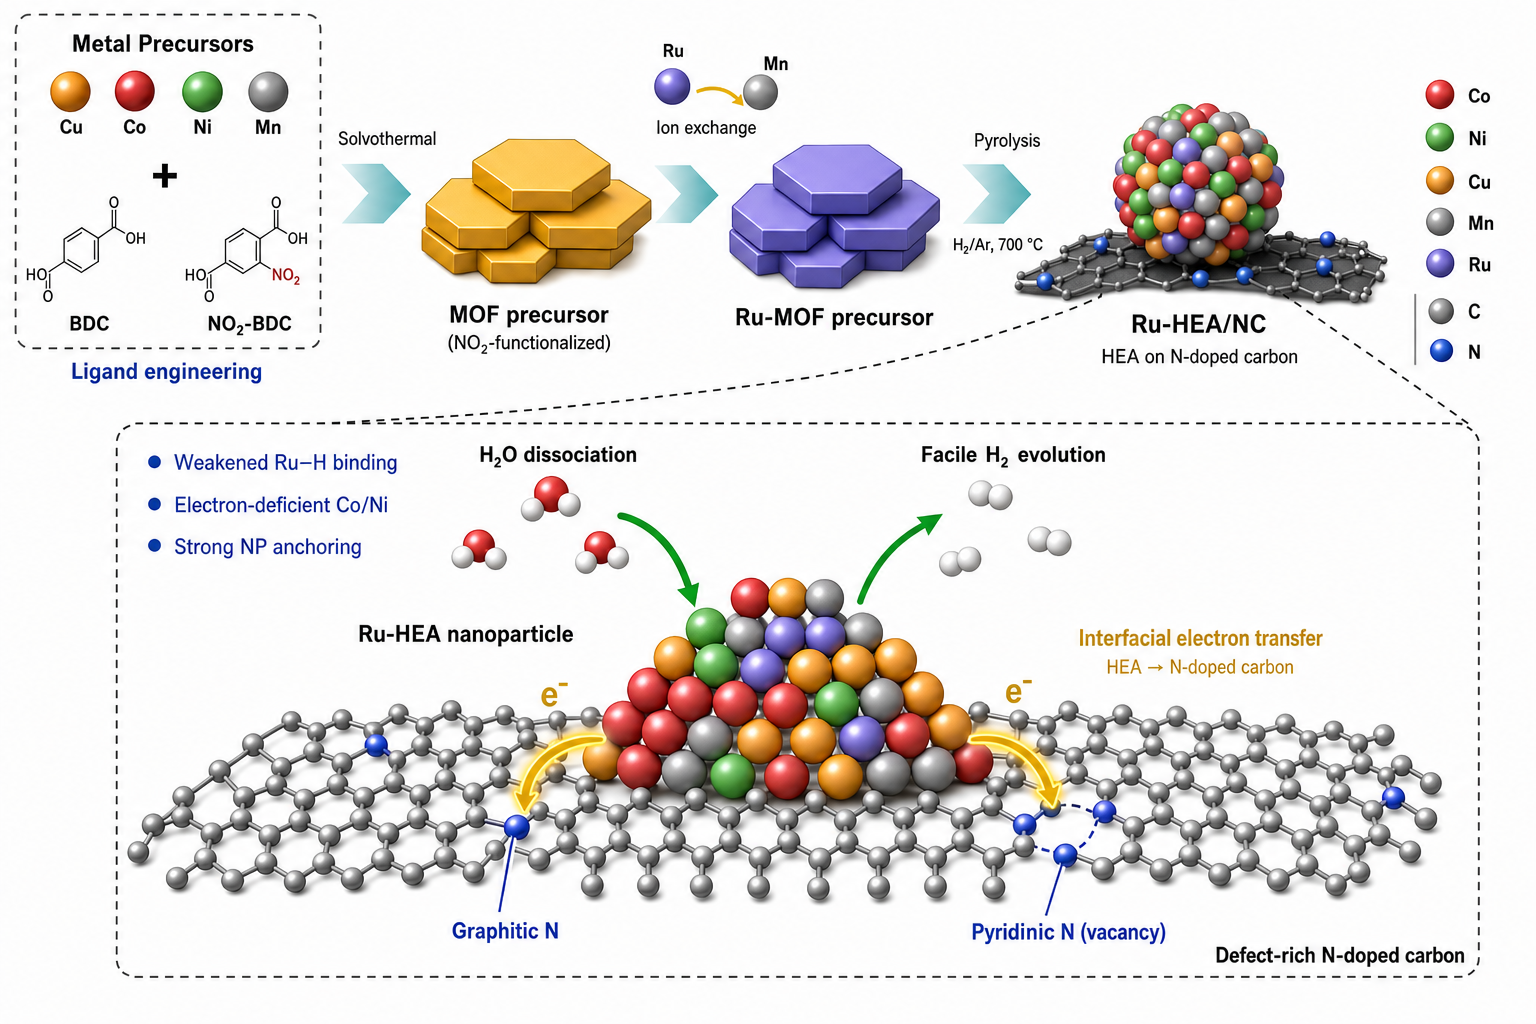 Metal Precursors
Cu Co Ni Mn
+
O
OH
HO
O
BDC
O
OH
HO
O
NO₂
NO₂-BDC
Ligand engineering
Solvothermal
MOF precursor
(NO₂-functionalized)
Ru
Mn
Ion exchange
Ru-MOF precursor
Pyrolysis
H₂/Ar, 700 °C
Ru-HEA/NC
HEA on N-doped carbon
Co
Ni
Cu
Mn
Ru
C
N
• Weakened Ru–H binding
• Electron-deficient Co/Ni
• Strong NP anchoring
H₂O dissociation
Facile H₂ evolution
Ru-HEA nanoparticle
Interfacial electron transfer
HEA → N-doped carbon
e⁻
e⁻
Graphitic N
Pyridinic N (vacancy)
Defect-rich N-doped carbon